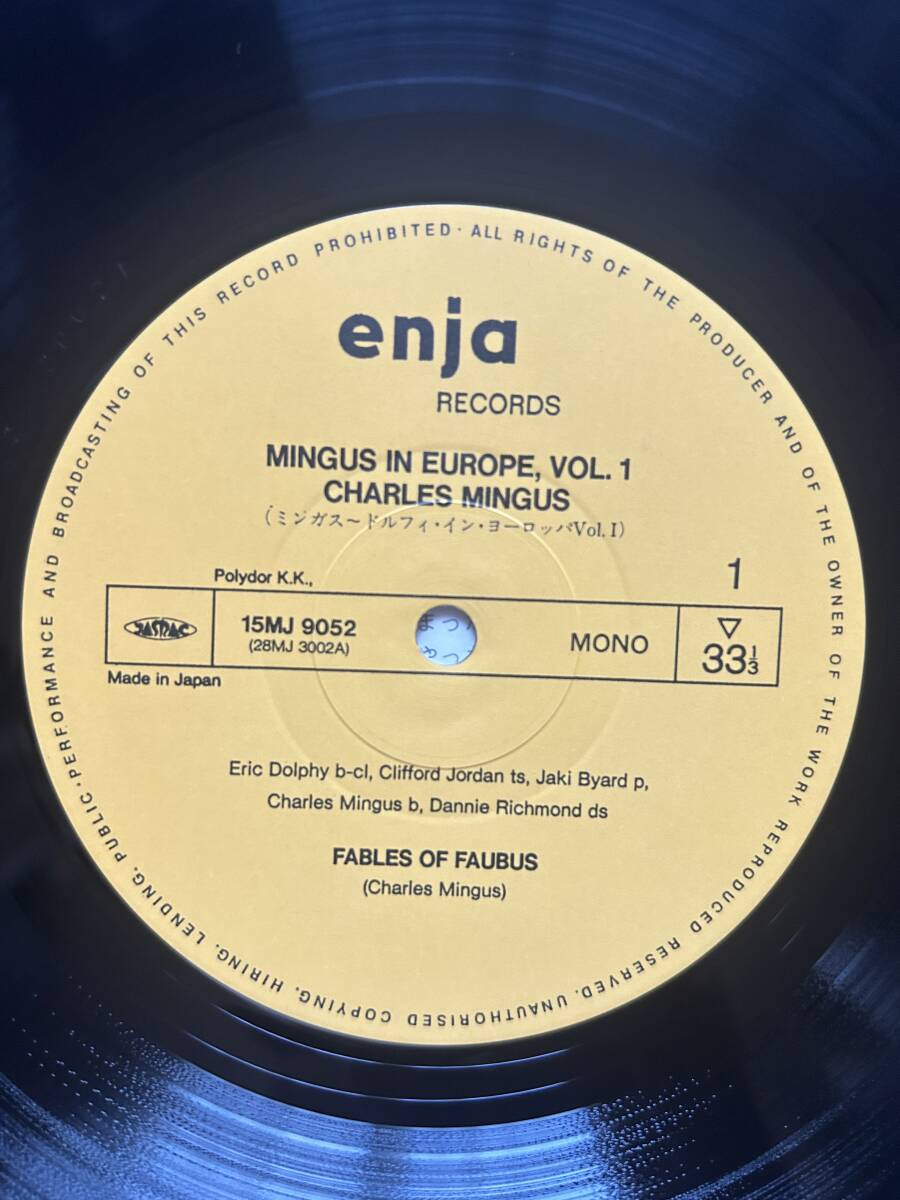 enja
RECORDS
MINGUS IN EUROPE, VOL. 1
CHARLES MINGUS
(ミンガス〜ドルフィ・イン・ヨーロッパVol. I)
1
Polydor K.K.,
JASRAC
15MJ 9052
(28MJ 3002A)
MONO
33⅓
Made in Japan
Eric Dolphy b-cl, Clifford Jordan ts, Jaki Byard p,
Charles Mingus b, Dannie Richmond ds
FABLES OF FAUBUS
(Charles Mingus)
ALL RIGHTS OF THE PRODUCER AND OF THE OWNER OF THE WORK REPRODUCED RESERVED. UNAUTHORISED COPYING, HIRING, LENDING, PUBLIC·PERFORMANCE AND BROADCASTING OF THIS RECORD PROHIBITED·